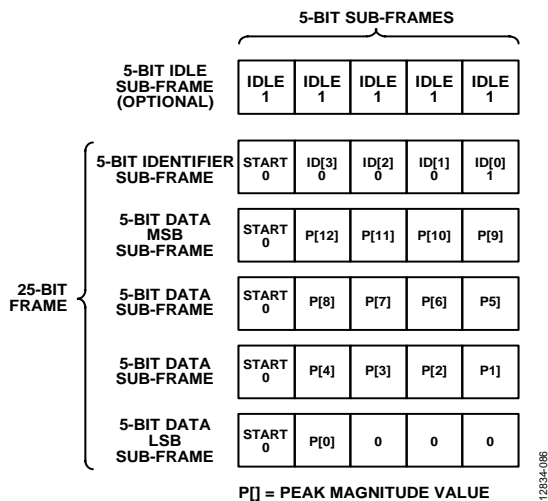 5-BIT SUB-FRAMES
5-BIT IDLE
SUB-FRAME
(OPTIONAL)
IDLE
1
IDLE
1
IDLE
1
IDLE
1
IDLE
1
25-BIT
FRAME
5-BIT IDENTIFIER
SUB-FRAME
START
0
ID[3]
0
ID[2]
0
ID[1]
0
ID[0]
1
5-BIT DATA
MSB
SUB-FRAME
START
0
P[12]
P[11]
P[10]
P[9]
5-BIT DATA
SUB-FRAME
START
0
P[8]
P[7]
P[6]
P5]
5-BIT DATA
SUB-FRAME
START
0
P[4]
P[3]
P[2]
P1]
5-BIT DATA
LSB
SUB-FRAME
START
0
P[0]
0
0
0
P[] = PEAK MAGNITUDE VALUE
12834-086